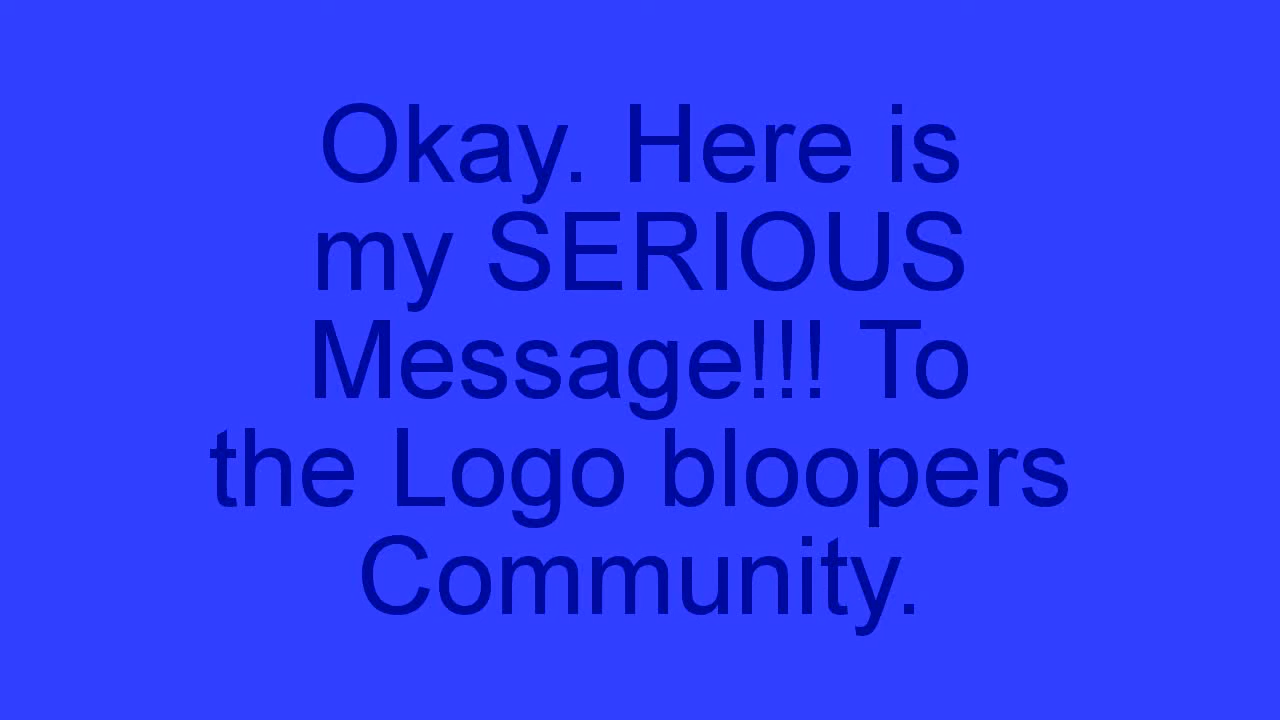 Okay. Here is
my SERIOUS
Message!!! To
the Logo bloopers
Community.